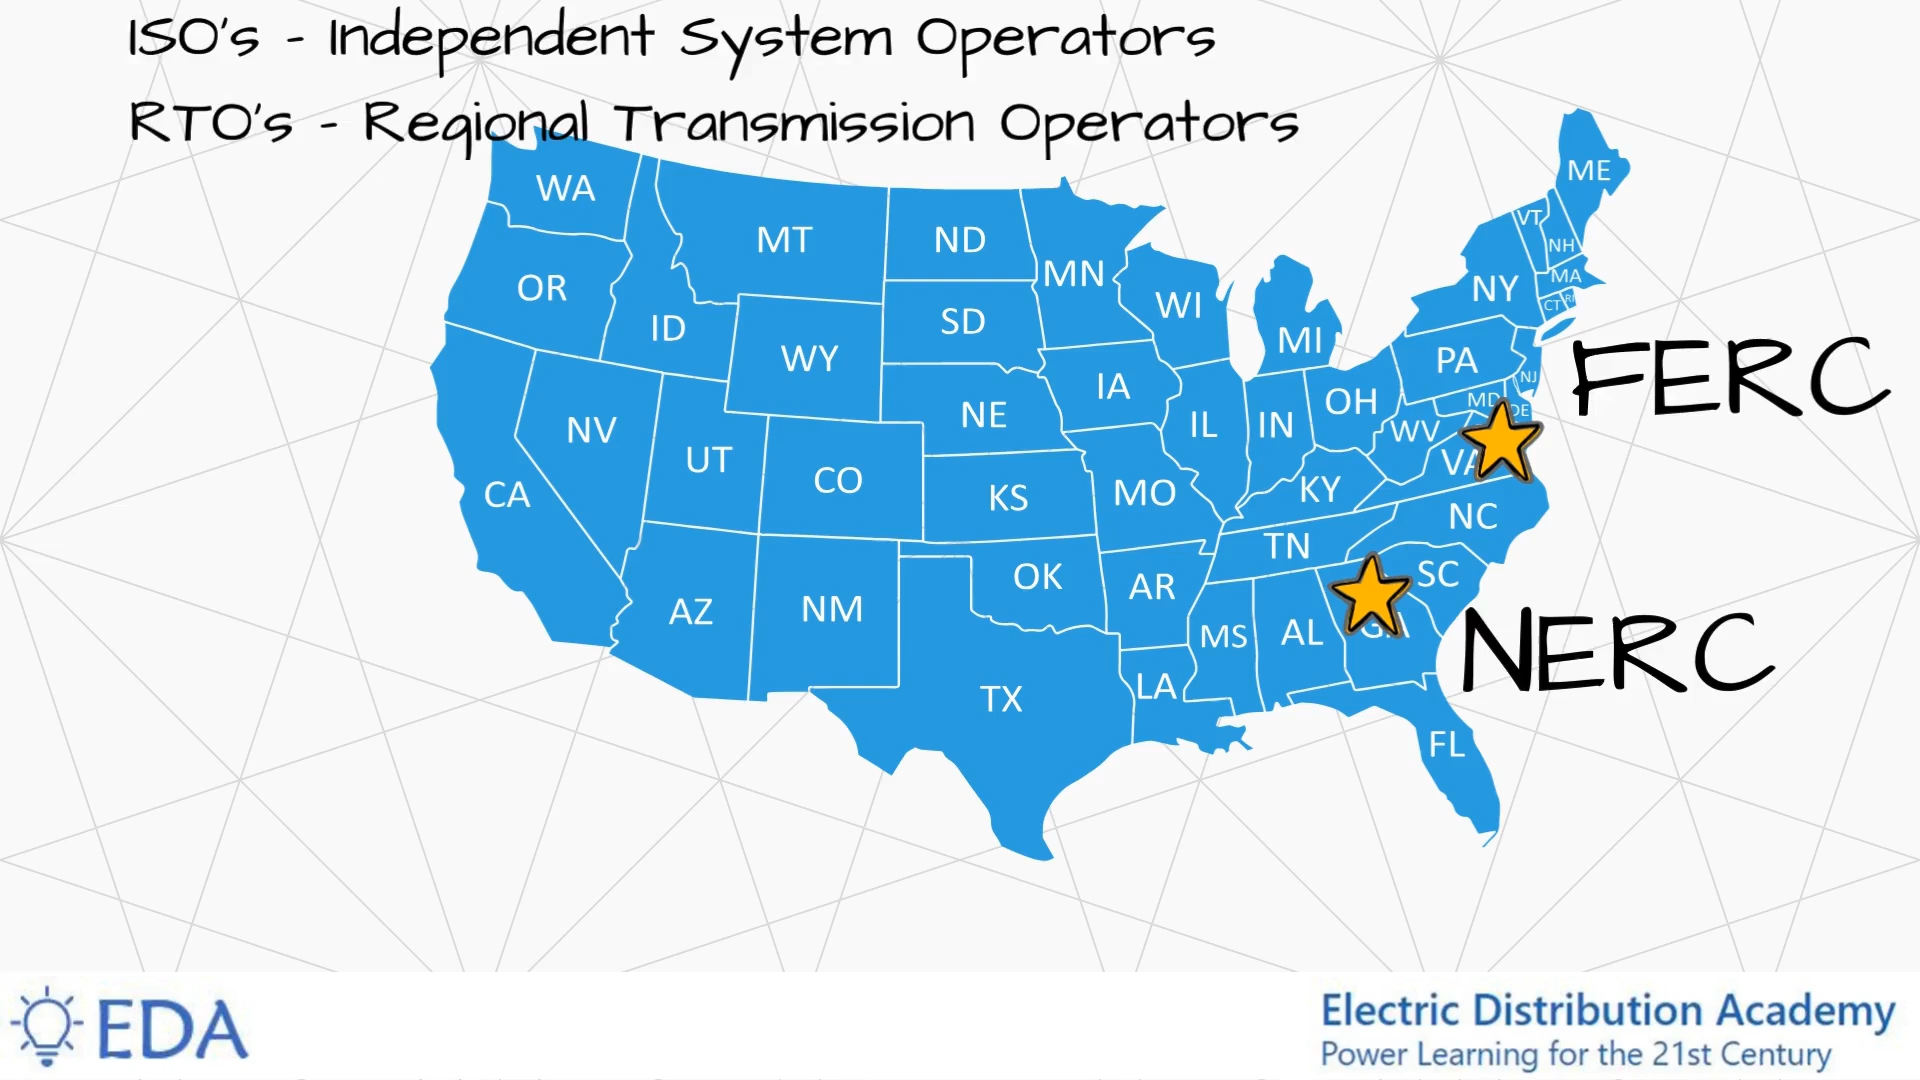 ISO's - Independent System Operators
RTO's - Regional Transmission Operators
ME
WA
VT
MT
ND
NH
MN
MA
OR
NY
WI
CT RI
SD
ID
MI
WY
PA
FERC
NJ
IA
MD
DE
OH
NE
IL
IN
NV
WV
UT
VA
CO
KY
CA
MO
KS
NC
TN
SC
OK
AR
AZ
NM
GA
AL
MS
NERC
LA
TX
FL
EDA
Electric Distribution Academy
Power Learning for the 21st Century